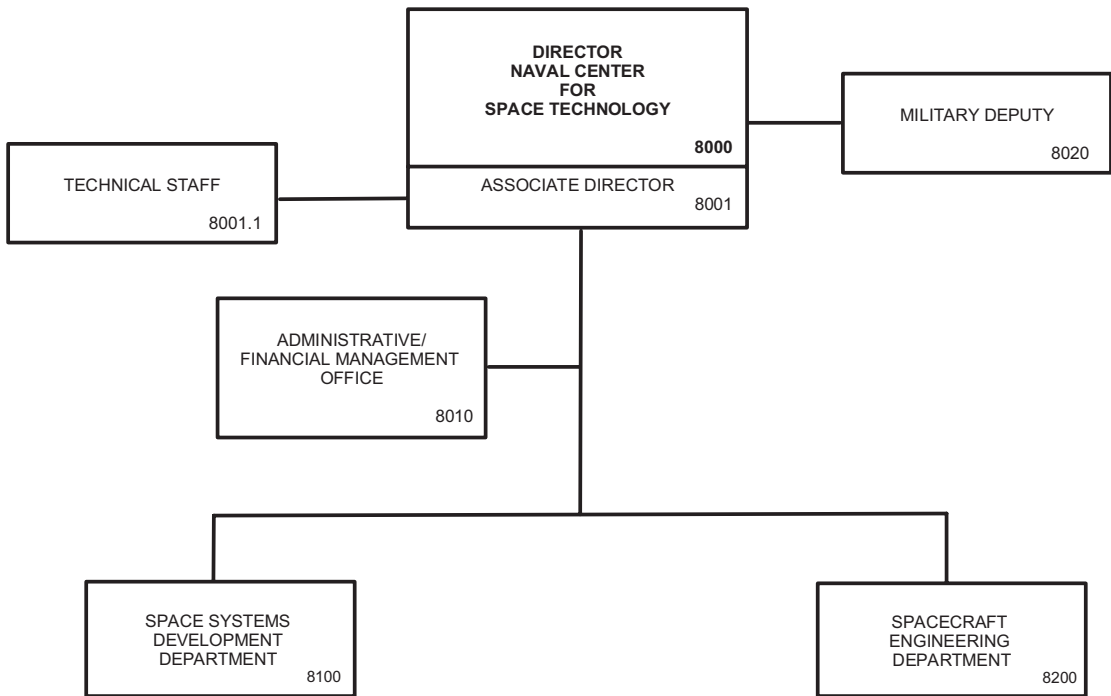 DIRECTOR
NAVAL CENTER
FOR
SPACE TECHNOLOGY
8000
ASSOCIATE DIRECTOR
8001
MILITARY DEPUTY
8020
TECHNICAL STAFF
8001.1
ADMINISTRATIVE/
FINANCIAL MANAGEMENT
OFFICE
8010
SPACE SYSTEMS
DEVELOPMENT
DEPARTMENT
8100
SPACECRAFT
ENGINEERING
DEPARTMENT
8200